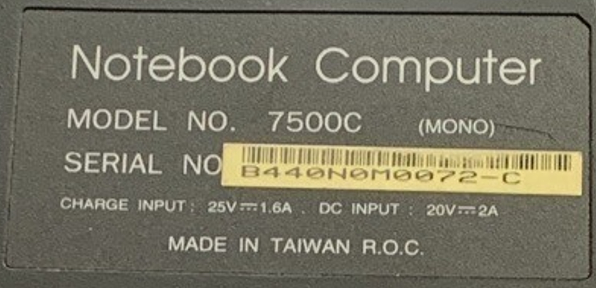 Notebook Computer
MODEL NO. 7500C (MONO)
SERIAL NO B440N0M0072-C
CHARGE INPUT: 25V⎓1.6A . DC INPUT : 20V⎓2A
MADE IN TAIWAN R.O.C.